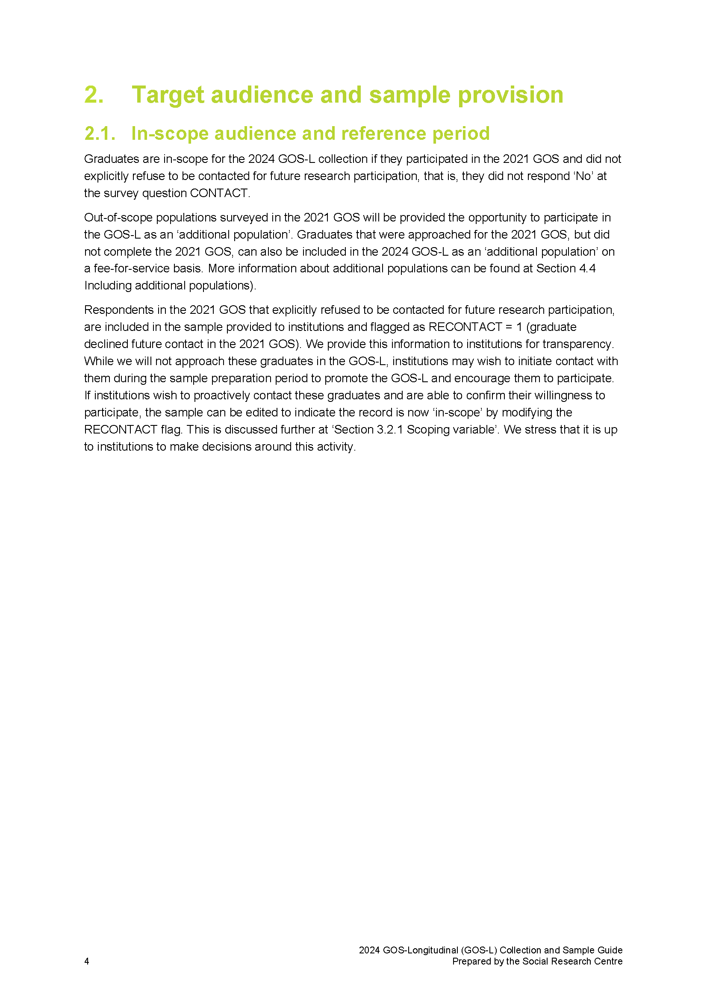 2. Target audience and sample provision
2.1. In-scope audience and reference period
Graduates are in-scope for the 2024 GOS-L collection if they participated in the 2021 GOS and did not
explicitly refuse to be contacted for future research participation, that is, they did not respond ‘No’ at
the survey question CONTACT.
Out-of-scope populations surveyed in the 2021 GOS will be provided the opportunity to participate in
the GOS-L as an ‘additional population’. Graduates that were approached for the 2021 GOS, but did
not complete the 2021 GOS, can also be included in the 2024 GOS-L as an ‘additional population’ on
a fee-for-service basis. More information about additional populations can be found at Section 4.4
Including additional populations).
Respondents in the 2021 GOS that explicitly refused to be contacted for future research participation,
are included in the sample provided to institutions and flagged as RECONTACT = 1 (graduate
declined future contact in the 2021 GOS). We provide this information to institutions for transparency.
While we will not approach these graduates in the GOS-L, institutions may wish to initiate contact with
them during the sample preparation period to promote the GOS-L and encourage them to participate.
If institutions wish to proactively contact these graduates and are able to confirm their willingness to
participate, the sample can be edited to indicate the record is now ‘in-scope’ by modifying the
RECONTACT flag. This is discussed further at ‘Section 3.2.1 Scoping variable’. We stress that it is up
to institutions to make decisions around this activity.
2024 GOS-Longitudinal (GOS-L) Collection and Sample Guide
4 Prepared by the Social Research Centre